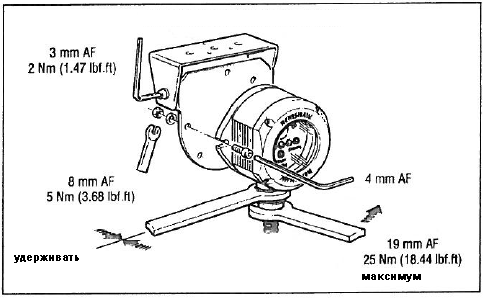 3 mm AF
2 Nm (1.47 lbf.ft)
8 mm AF
5 Nm (3.68 lbf.ft)
4 mm AF
19 mm AF
25 Nm (18.44 lbf.ft)
максимум
удерживать
RENISHAW